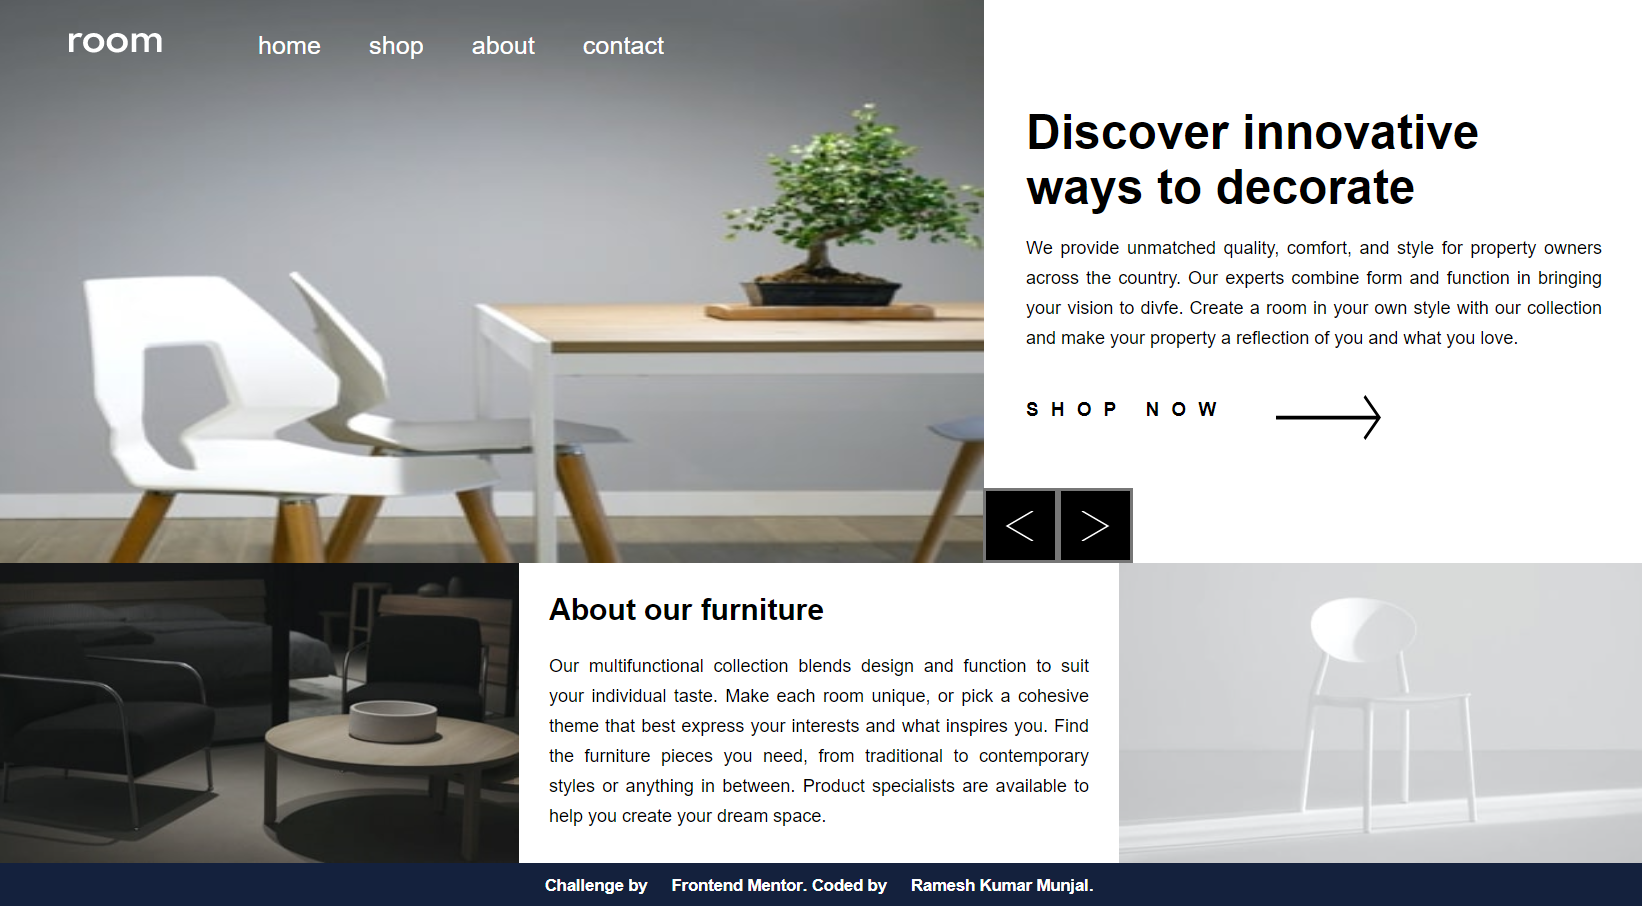 room
home shop about contact
Discover innovative
ways to decorate
We provide unmatched quality, comfort, and style for property owners
across the country. Our experts combine form and function in bringing
your vision to divfe. Create a room in your own style with our collection
and make your property a reflection of you and what you love.
SHOP NOW
About our furniture
Our multifunctional collection blends design and function to suit
your individual taste. Make each room unique, or pick a cohesive
theme that best express your interests and what inspires you. Find
the furniture pieces you need, from traditional to contemporary
styles or anything in between. Product specialists are available to
help you create your dream space.
Challenge by Frontend Mentor. Coded by Ramesh Kumar Munjal.